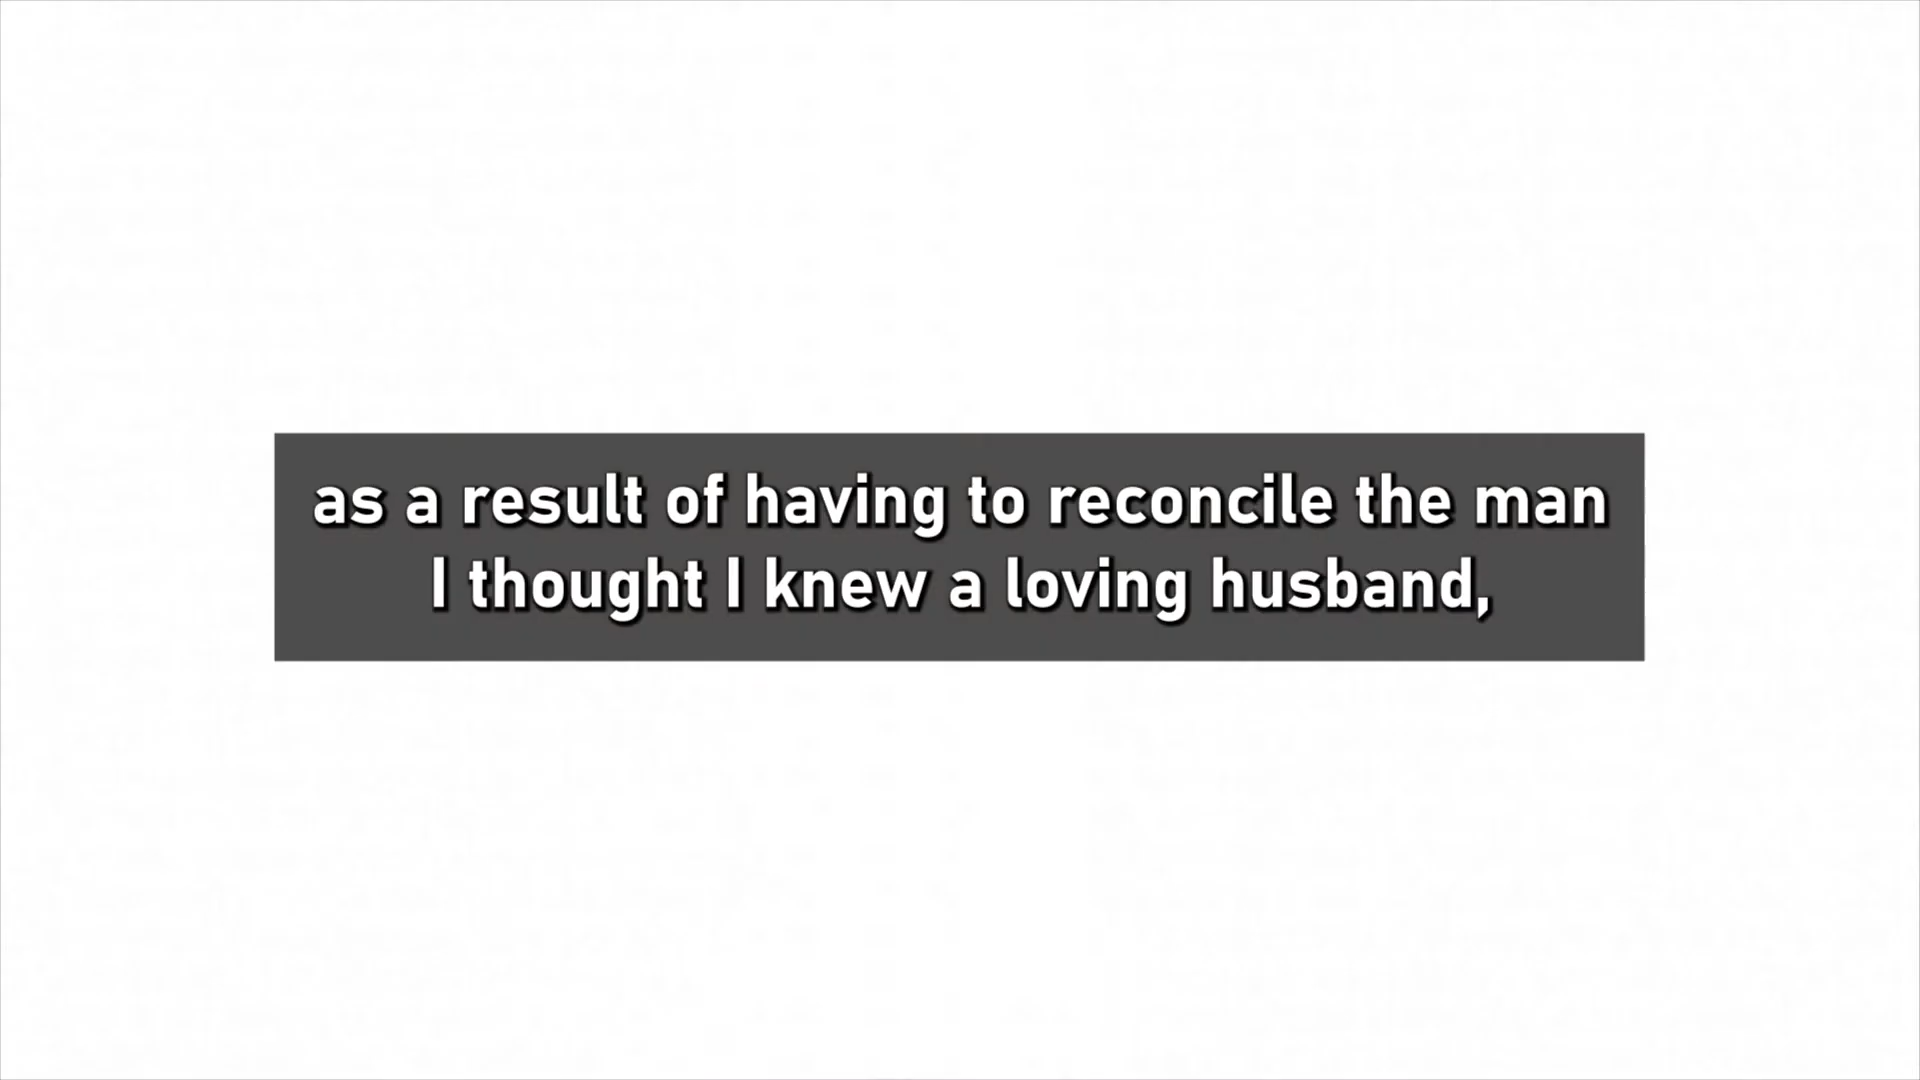 as a result of having to reconcile the man
I thought I knew a loving husband,